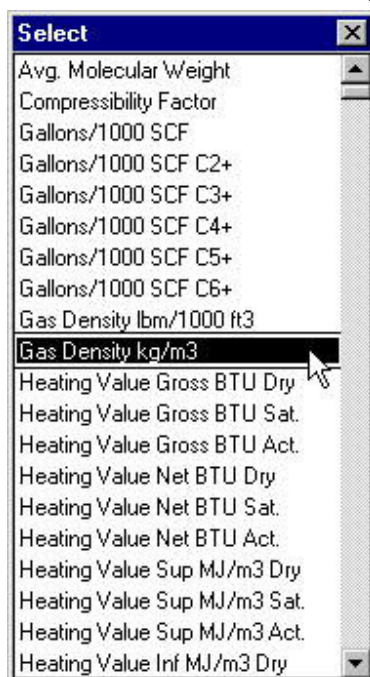 Select
Avg. Molecular Weight
Compressibility Factor
Gallons/1000 SCF
Gallons/1000 SCF C2+
Gallons/1000 SCF C3+
Gallons/1000 SCF C4+
Gallons/1000 SCF C5+
Gallons/1000 SCF C6+
Gas Density lbm/1000 ft3
Gas Density kg/m3
Heating Value Gross BTU Dry
Heating Value Gross BTU Sat.
Heating Value Gross BTU Act.
Heating Value Net BTU Dry
Heating Value Net BTU Sat.
Heating Value Net BTU Act.
Heating Value Sup MJ/m3 Dry
Heating Value Sup MJ/m3 Sat.
Heating Value Sup MJ/m3 Act.
Heating Value Inf MJ/m3 Dry